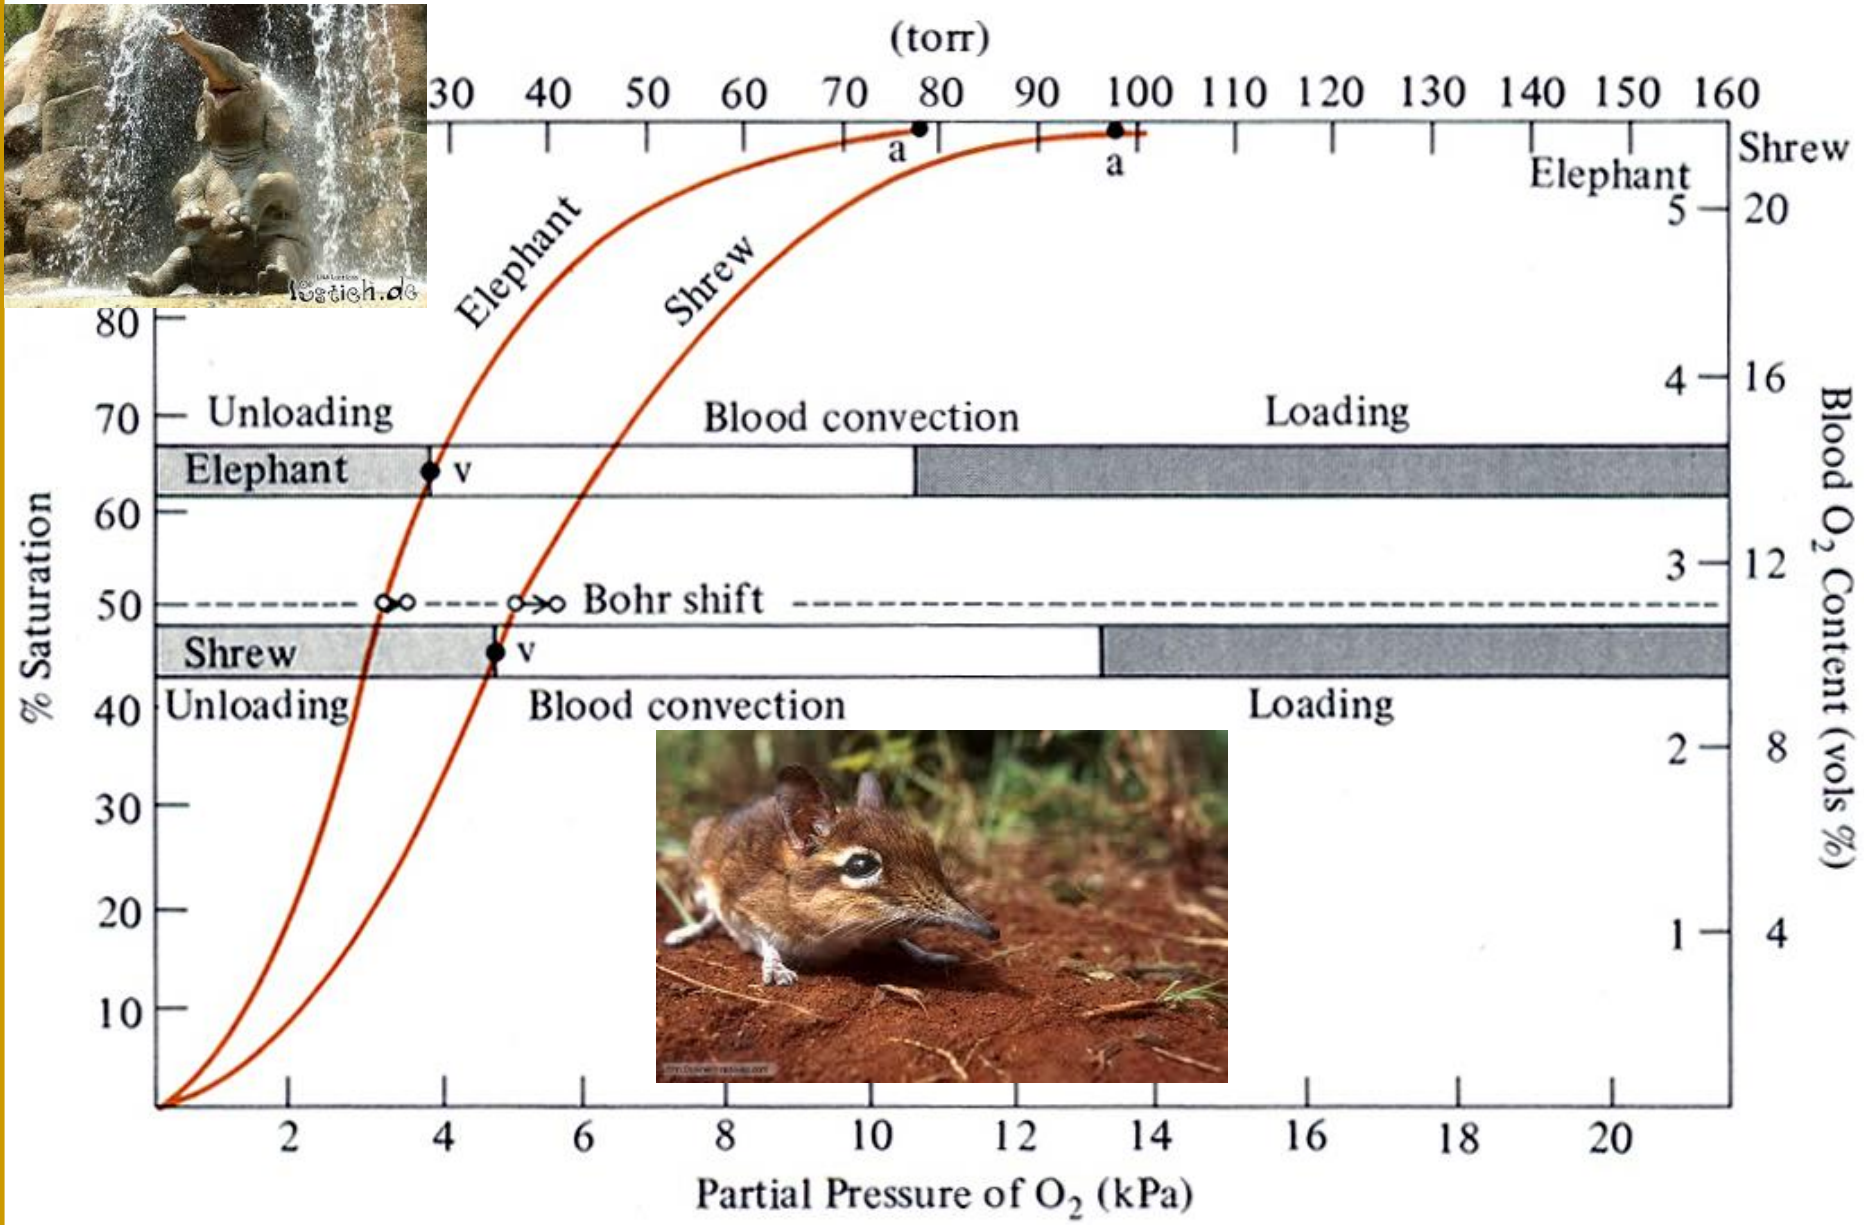 (torr)
30 40 50 60 70 80 90 100 110 120 130 140 150 160
lustich.de
a
a
Shrew
Elephant
5 20
Elephant
Shrew
80
4 16
70
Unloading
Blood convection
Loading
Elephant
v
60
3 12
50
Bohr shift
Shrew
v
40
Unloading
Blood convection
Loading
2 8
30
20
1 4
10
% Saturation
Blood O₂ Content (vols %)
2 4 6 8 10 12 14 16 18 20
Partial Pressure of O₂ (kPa)